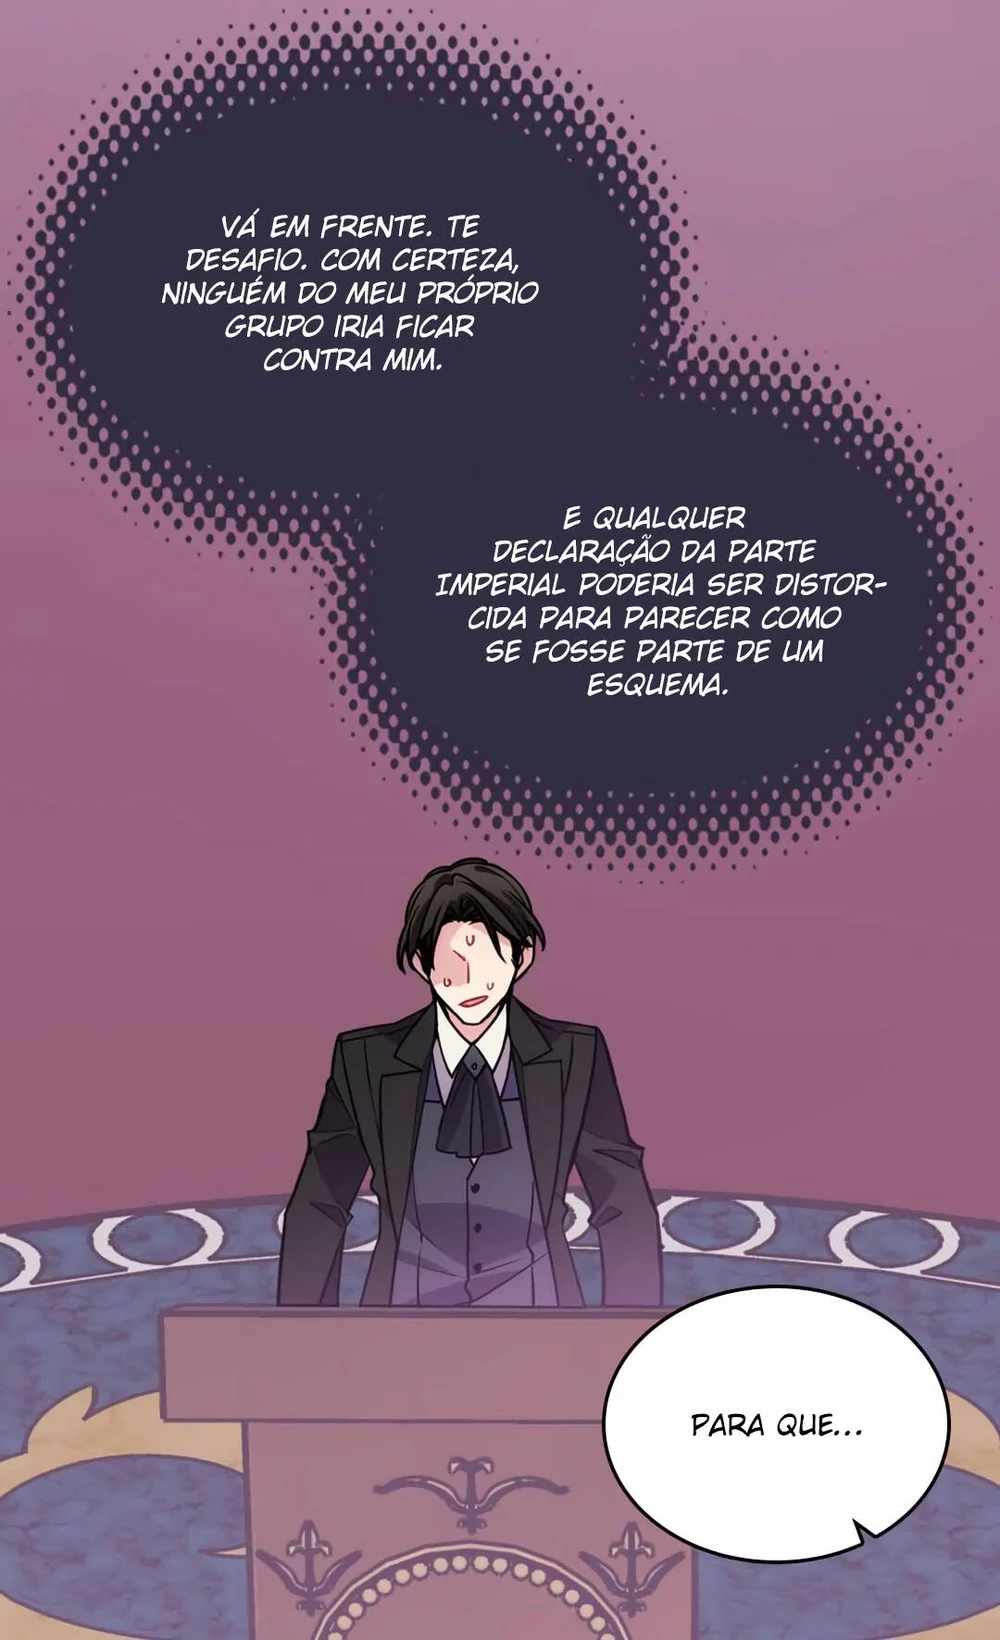 VÁ EM FRENTE. TE
DESAFIO. COM CERTEZA,
NINGUÉM DO MEU PRÓPRIO
GRUPO IRIA FICAR
CONTRA MIM.
E QUALQUER
DECLARAÇÃO DA PARTE
IMPERIAL PODERIA SER DISTOR-
CIDA PARA PARECER COMO
SE FOSSE PARTE DE UM
ESQUEMA.
PARA QUE...